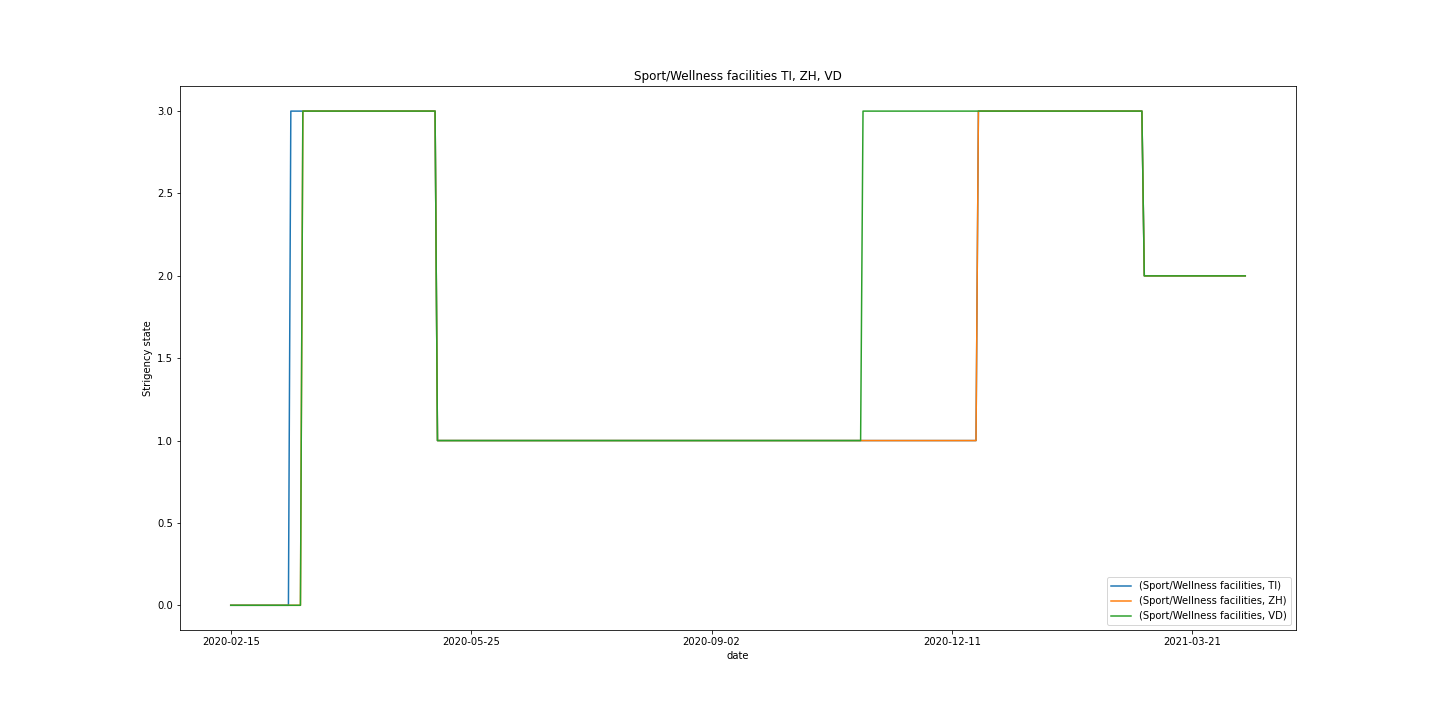 Sport/Wellness facilities TI, ZH, VD
3.0
2.5
2.0
1.5
1.0
0.5
0.0
Strigency state
2020-02-15
2020-05-25
2020-09-02
2020-12-11
2021-03-21
date
(Sport/Wellness facilities, TI)
(Sport/Wellness facilities, ZH)
(Sport/Wellness facilities, VD)